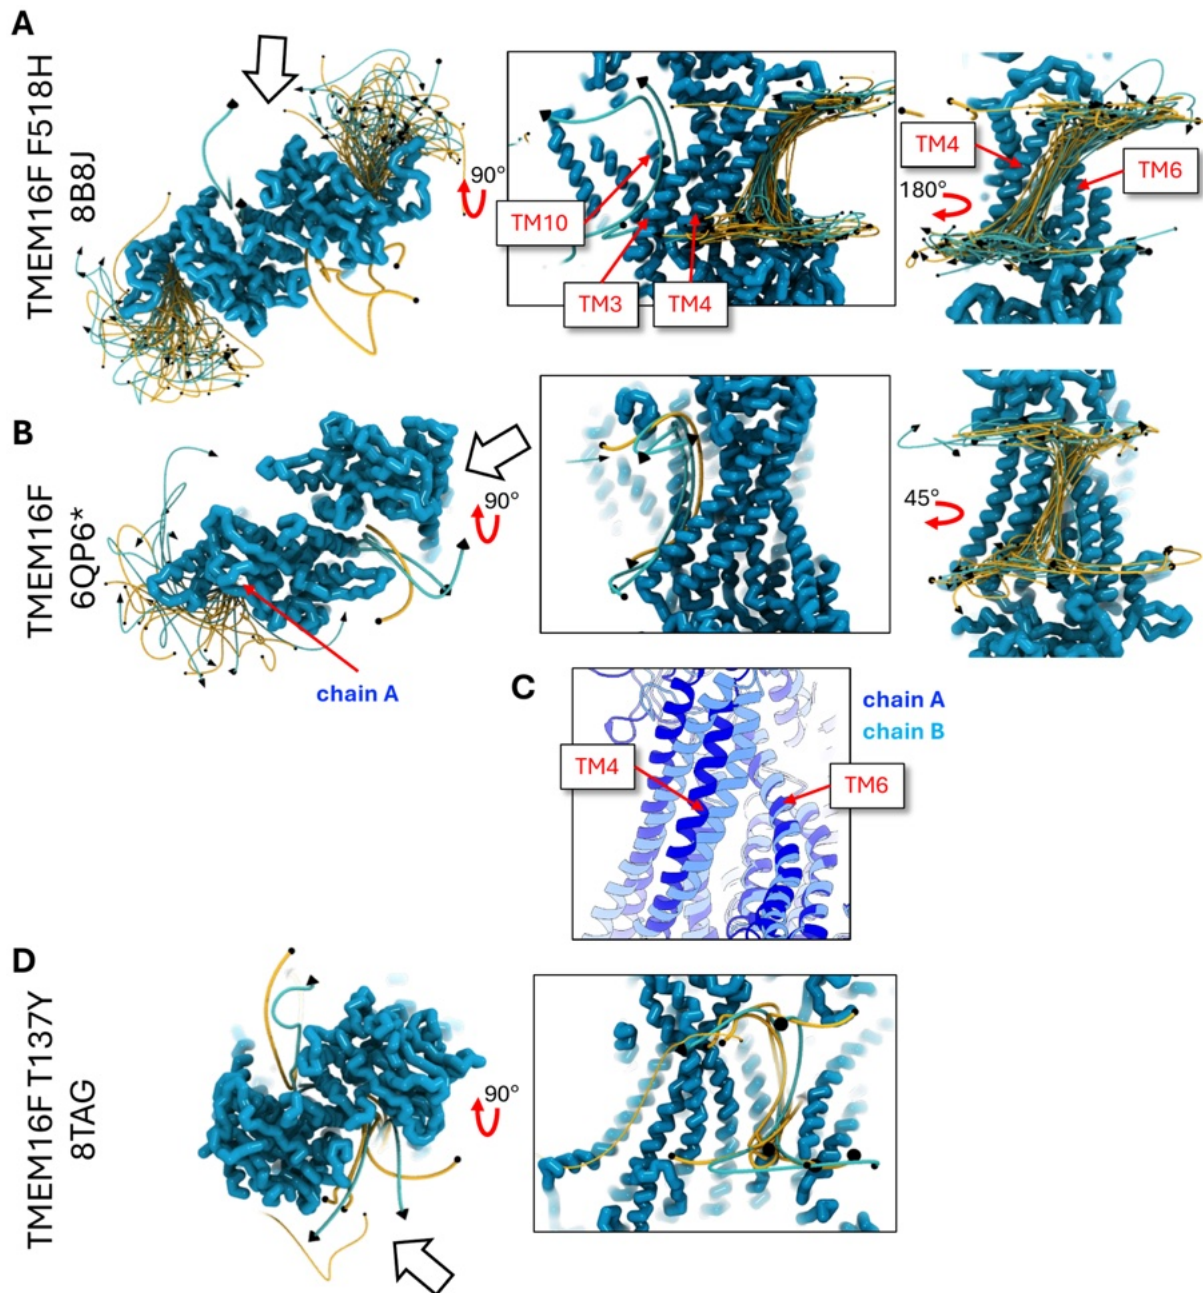 A
TMEM16F F518H
8B8J
90°
TM10
TM3
TM4
180°
TM4
TM6
B
TMEM16F
6QP6*
90°
chain A
45°
C
chain A
chain B
TM4
TM6
D
TMEM16F T137Y
8TAG
90°